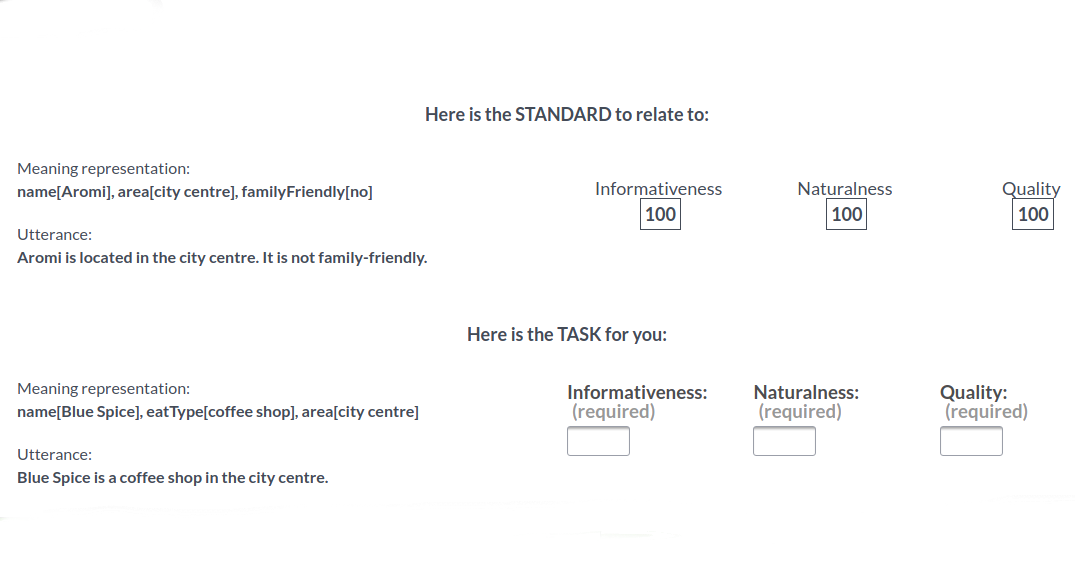 Here is the STANDARD to relate to:
Meaning representation:
name[Aromi], area[city centre], familyFriendly[no]
Utterance:
Aromi is located in the city centre. It is not family-friendly.
Informativeness
100
Naturalness
100
Quality
100
Here is the TASK for you:
Meaning representation:
name[Blue Spice], eatType[coffee shop], area[city centre]
Utterance:
Blue Spice is a coffee shop in the city centre.
Informativeness:
(required)
Naturalness:
(required)
Quality:
(required)